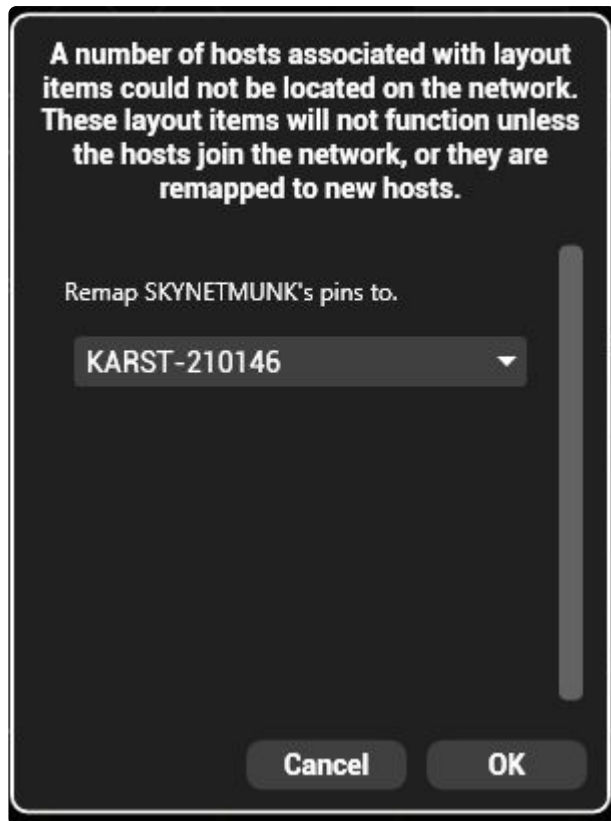 A number of hosts associated with layout
items could not be located on the network.
These layout items will not function unless
the hosts join the network, or they are
remapped to new hosts.
Remap SKYNETMUNK's pins to.
KARST-210146
Cancel
OK